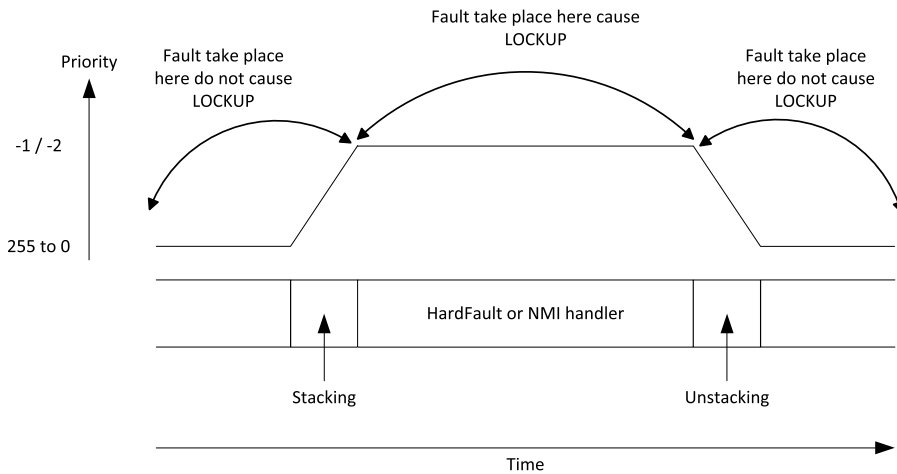 Fault take place here cause
LOCKUP
Fault take place
here do not cause
LOCKUP
Fault take place
here do not cause
LOCKUP
Priority
-1 / -2
255 to 0
HardFault or NMI handler
Stacking
Unstacking
Time